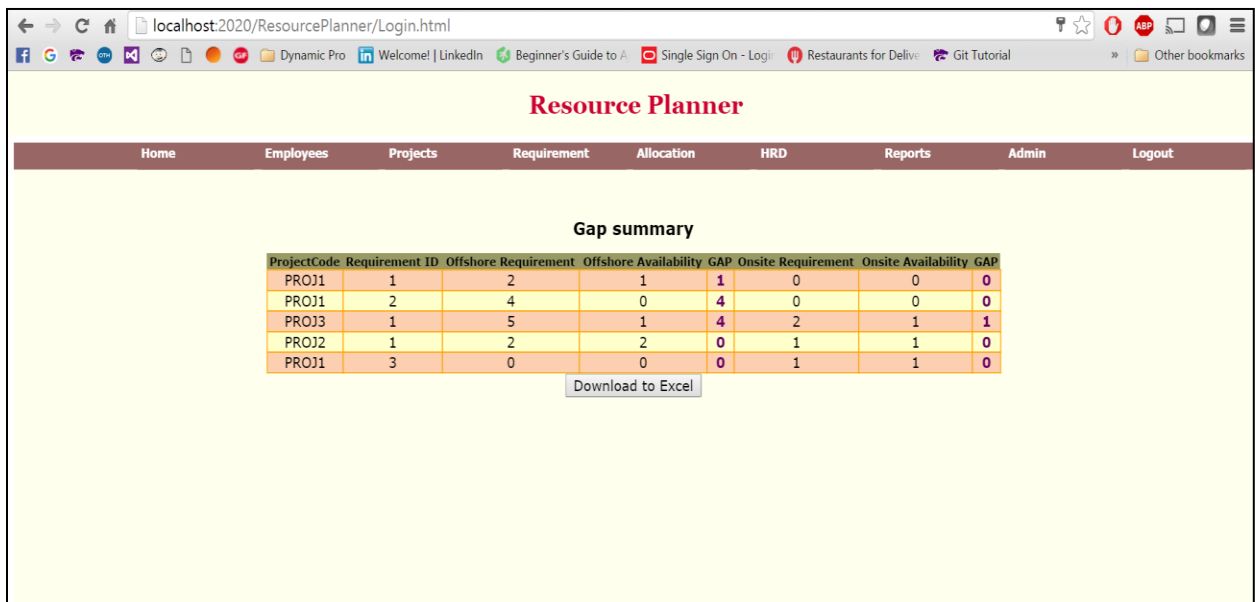 localhost:2020/ResourcePlanner/Login.html
Dynamic Pro Welcome! | LinkedIn Beginner's Guide to A Single Sign On - Logi Restaurants for Delive Git Tutorial » Other bookmarks
Resource Planner
Home Employees Projects Requirement Allocation HRD Reports Admin Logout
Gap summary
ProjectCode Requirement ID Offshore Requirement Offshore Availability GAP Onsite Requirement Onsite Availability GAP
PROJ1 1 2 1 1 0 0 0
PROJ1 2 4 0 4 0 0 0
PROJ3 1 5 1 4 2 1 1
PROJ2 1 2 2 0 1 1 0
PROJ1 3 0 0 0 1 1 0
Download to Excel